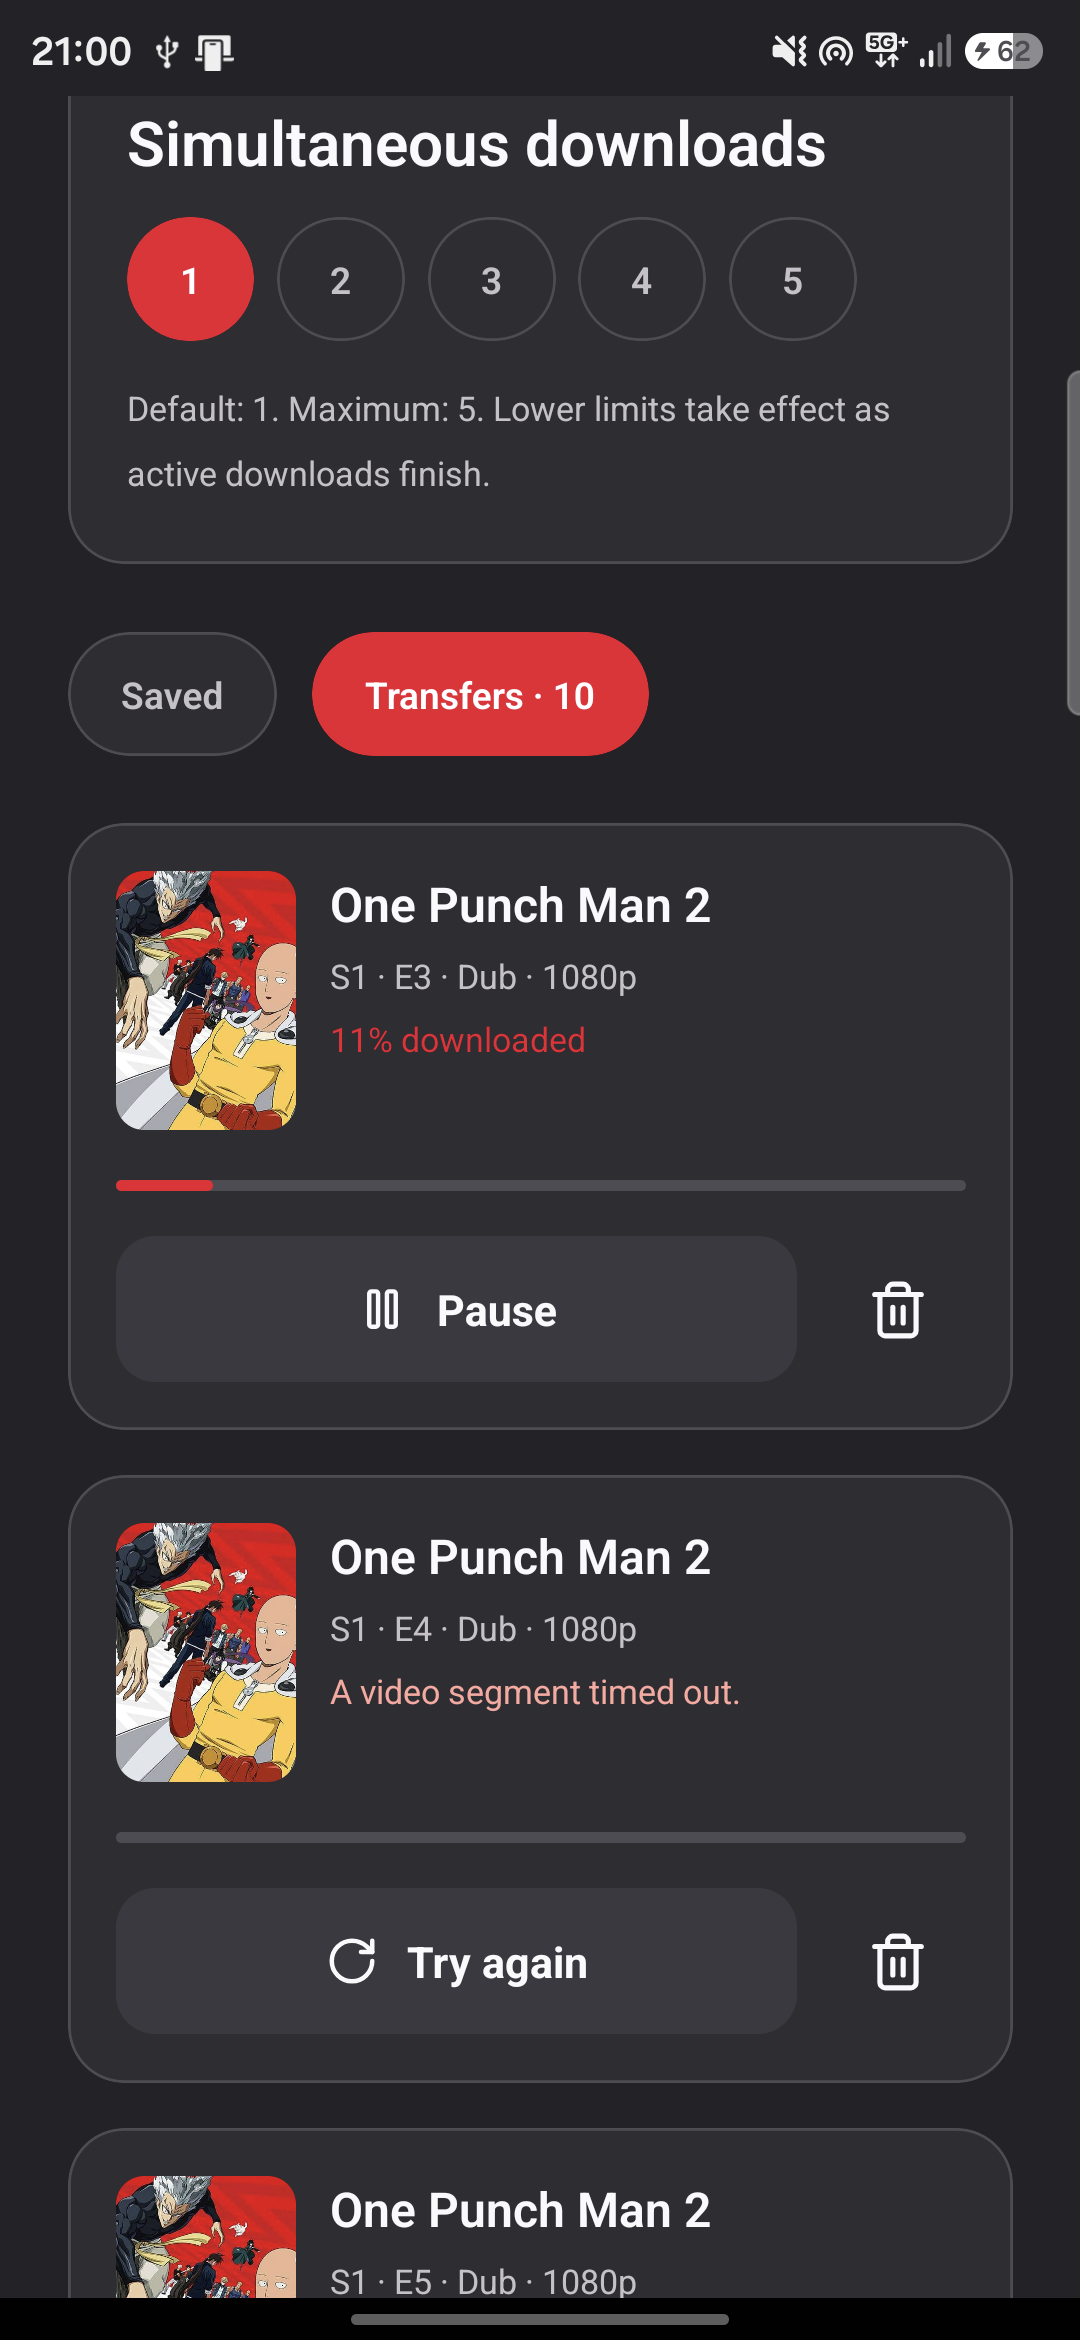 21:00
5G+
62
Simultaneous downloads
1 2 3 4 5
Default: 1. Maximum: 5. Lower limits take effect as
active downloads finish.
Saved
Transfers · 10
One Punch Man 2
S1 · E3 · Dub · 1080p
11% downloaded
Pause
One Punch Man 2
S1 · E4 · Dub · 1080p
A video segment timed out.
Try again
One Punch Man 2
S1 · E5 · Dub · 1080p